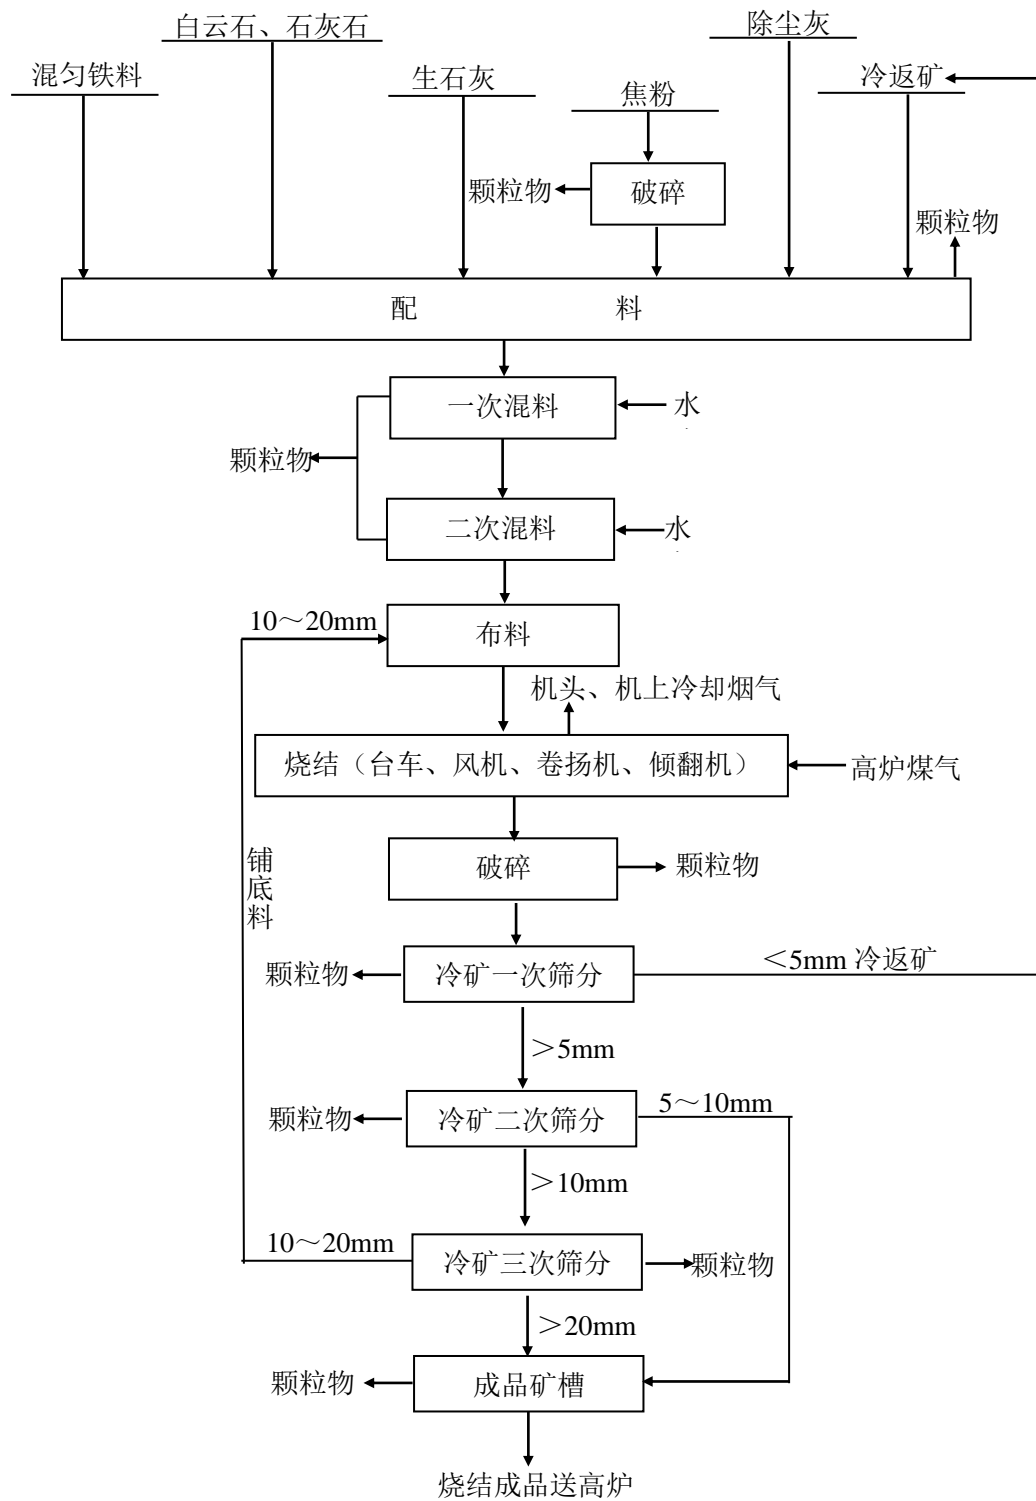 白云石、石灰石
除尘灰
混匀铁料
生石灰
焦粉
冷返矿
颗粒物
破碎
颗粒物
配 料
一次混料
水
颗粒物
二次混料
水
10～20mm
布料
机头、机上冷却烟气
烧结（台车、风机、卷扬机、倾翻机）
高炉煤气
铺底料
破碎
颗粒物
颗粒物
冷矿一次筛分
＜5mm 冷返矿
＞5mm
颗粒物
冷矿二次筛分
5～10mm
＞10mm
10～20mm
冷矿三次筛分
颗粒物
＞20mm
颗粒物
成品矿槽
烧结成品送高炉